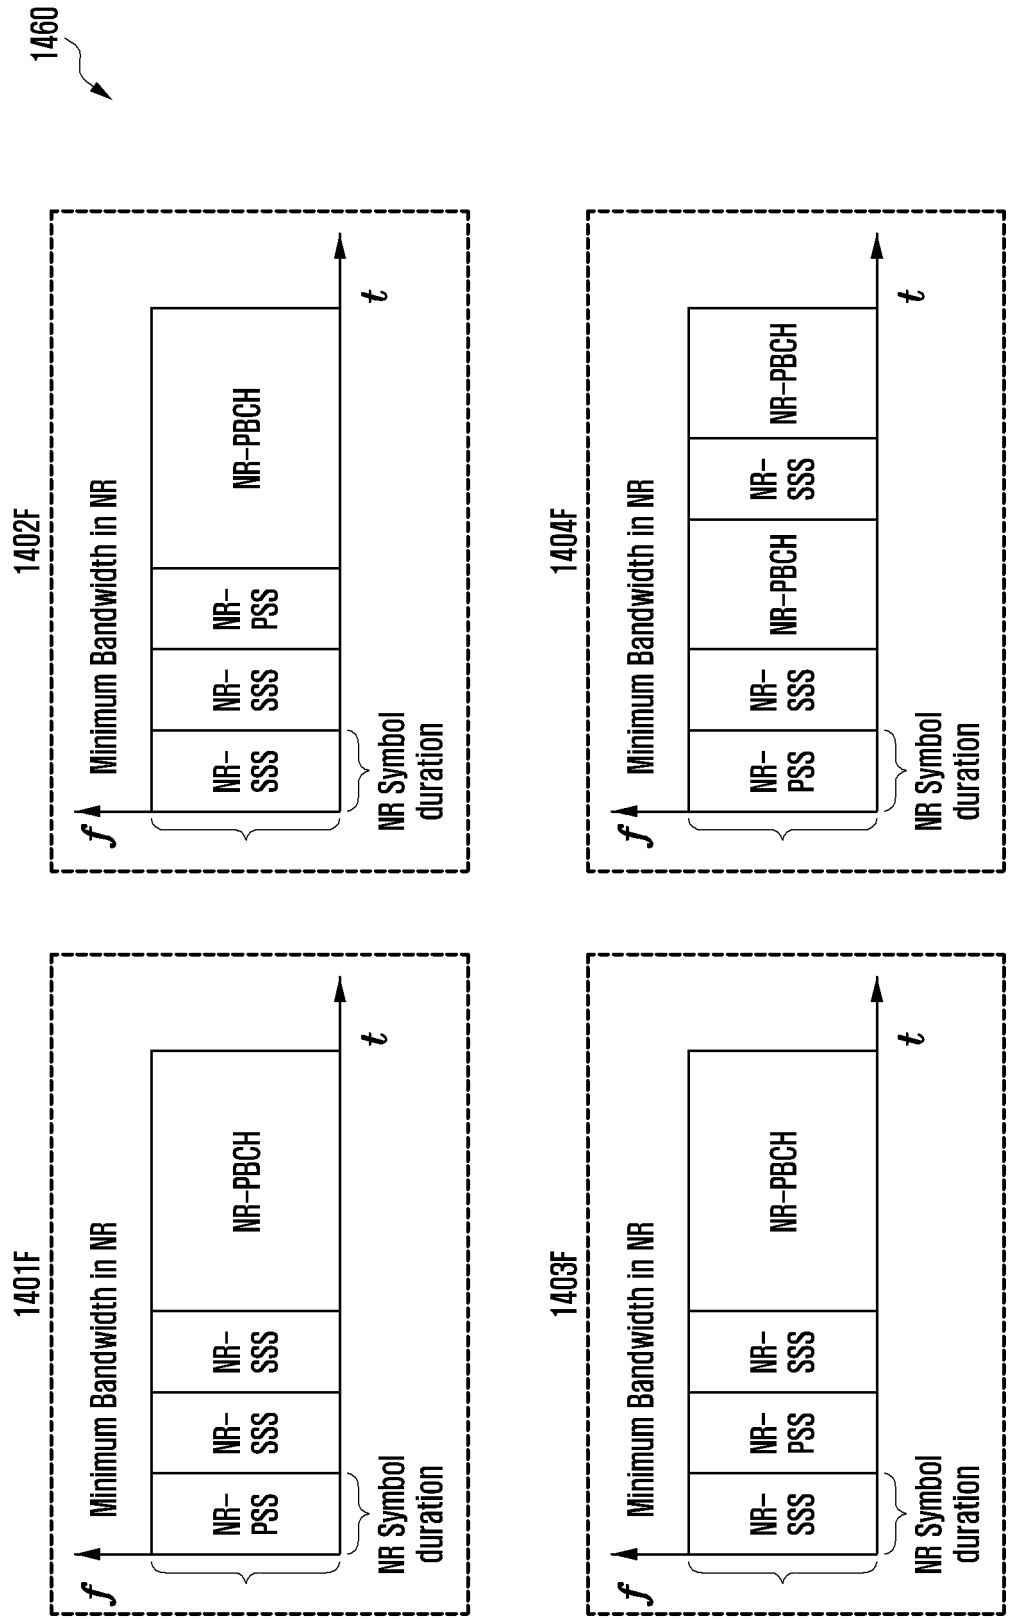 1460
1401F
Minimum Bandwidth in NR
f
NR-
PSS
NR-
SSS
NR-
SSS
NR-PBCH
t
NR Symbol
duration
1402F
Minimum Bandwidth in NR
f
NR-
SSS
NR-
SSS
NR-
PSS
NR-PBCH
t
NR Symbol
duration
1403F
Minimum Bandwidth in NR
f
NR-
SSS
NR-
PSS
NR-
SSS
NR-PBCH
t
NR Symbol
duration
1404F
Minimum Bandwidth in NR
f
NR-
PSS
NR-
SSS
NR-PBCH
NR-
SSS
NR-PBCH
t
NR Symbol
duration